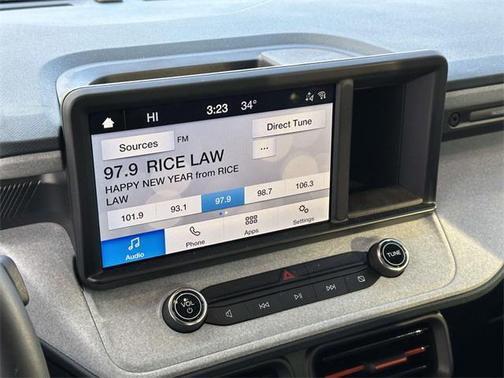 HI 3:23 34°
Sources FM Direct Tune
97.9 RICE LAW ...
HAPPY NEW YEAR from RICE
LAW
101.9 93.1 97.9 98.7 106.3
Audio Phone Apps Settings
VOL TUNE